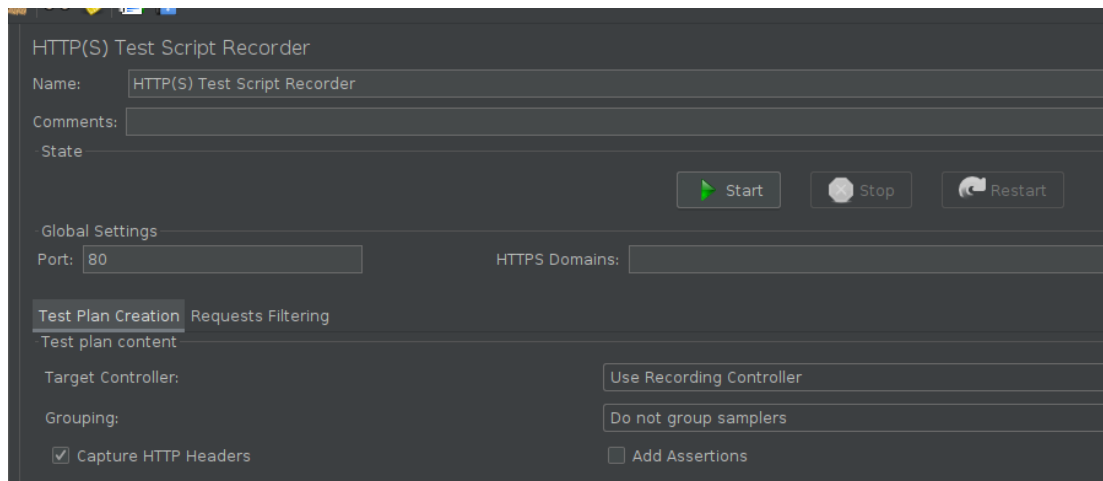 HTTP(S) Test Script Recorder
Name: HTTP(S) Test Script Recorder
Comments:
State
Start Stop Restart
Global Settings
Port: 80 HTTPS Domains:
Test Plan Creation Requests Filtering
Test plan content
Target Controller: Use Recording Controller
Grouping: Do not group samplers
Capture HTTP Headers Add Assertions